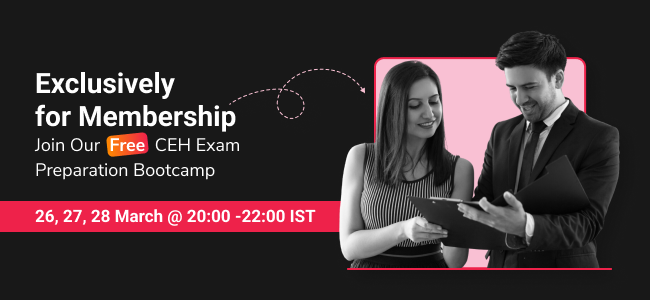 Exclusively
for Membership
Join Our Free CEH Exam
Preparation Bootcamp
26, 27, 28 March @ 20:00 -22:00 IST